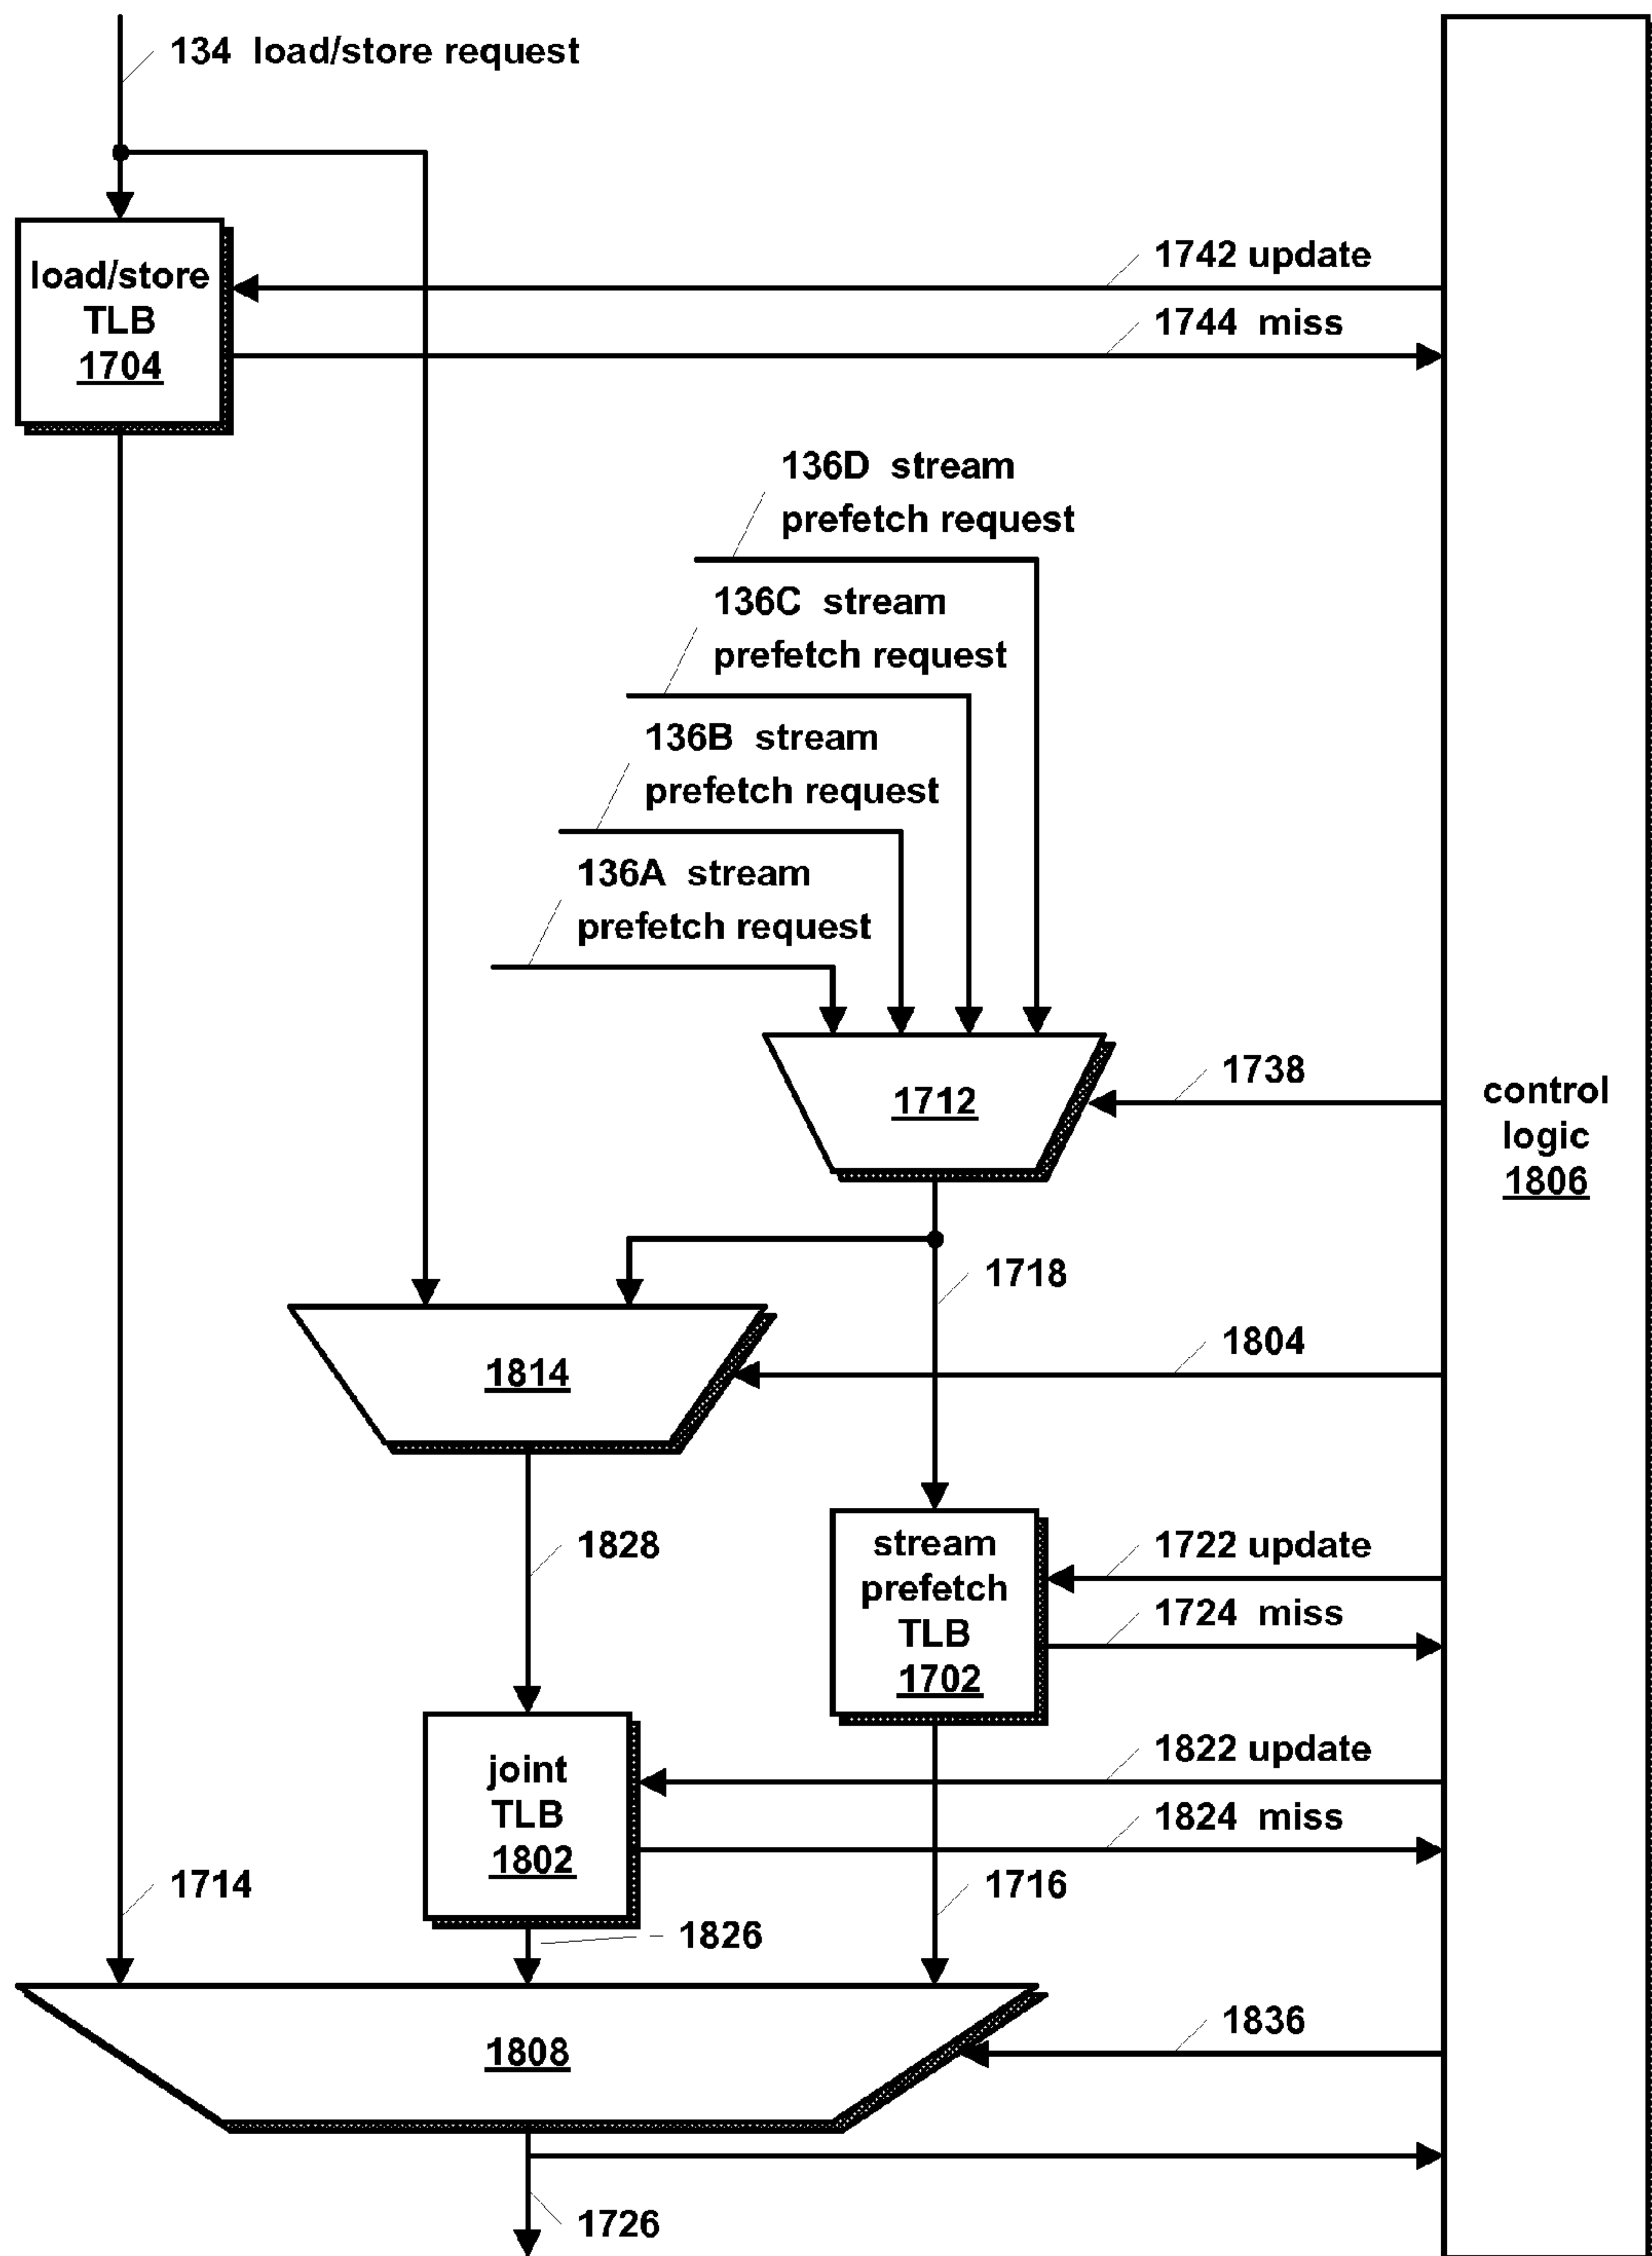 134 load/store request
load/store
TLB
1704
1742 update
1744 miss
136D stream
prefetch request
136C stream
prefetch request
136B stream
prefetch request
136A stream
prefetch request
1712
1738
control
logic
1806
1718
1814
1804
1828
stream
prefetch
TLB
1702
1722 update
1724 miss
joint
TLB
1802
1822 update
1824 miss
1714
1716
1826
1808
1836
1726